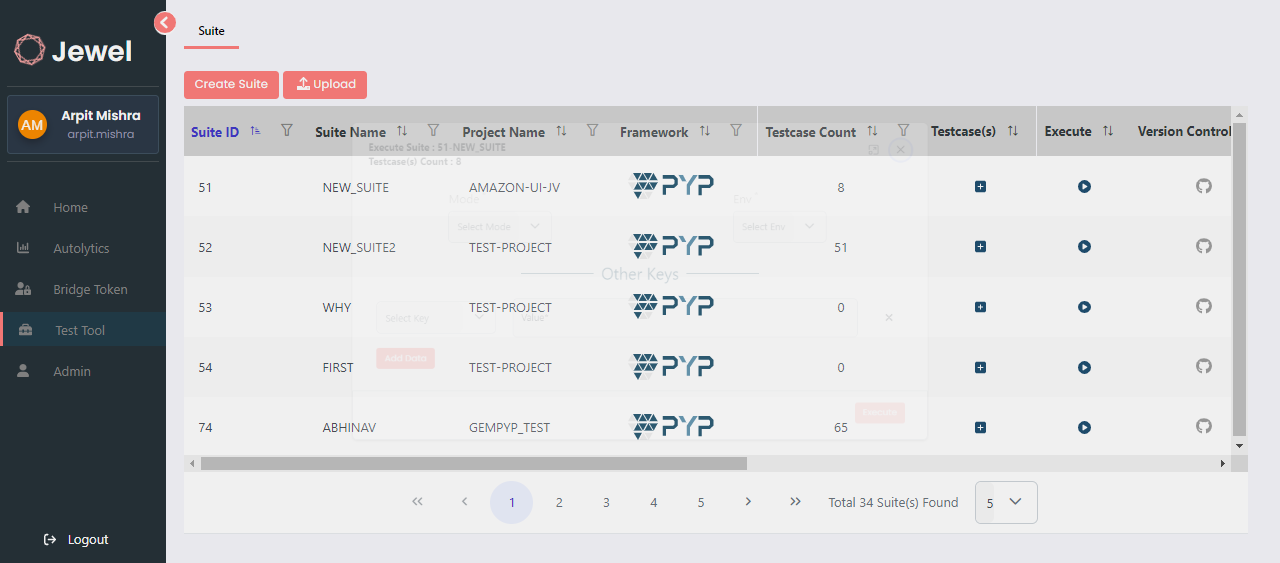 Jewel
AM
Arpit Mishra
arpit.mishra
Home
Autolytics
Bridge Token
Test Tool
Admin
Logout
Suite
Create Suite Upload
Suite ID Suite Name Project Name Framework Testcase Count Testcase(s) Execute Version Control
Execute Suite : 51-NEW_SUITE
Testcase(s) Count : 8
51 NEW_SUITE AMAZON-UI-JV PYP 8
Mode Env
Select Mode Select Env
52 NEW_SUITE2 TEST-PROJECT PYP 51
Other Keys
53 WHY TEST-PROJECT PYP 0
Select Key Value*
Add Data
54 FIRST TEST-PROJECT PYP 0
Execute
74 ABHINAV GEMPYP_TEST PYP 65
1 2 3 4 5 Total 34 Suite(s) Found 5